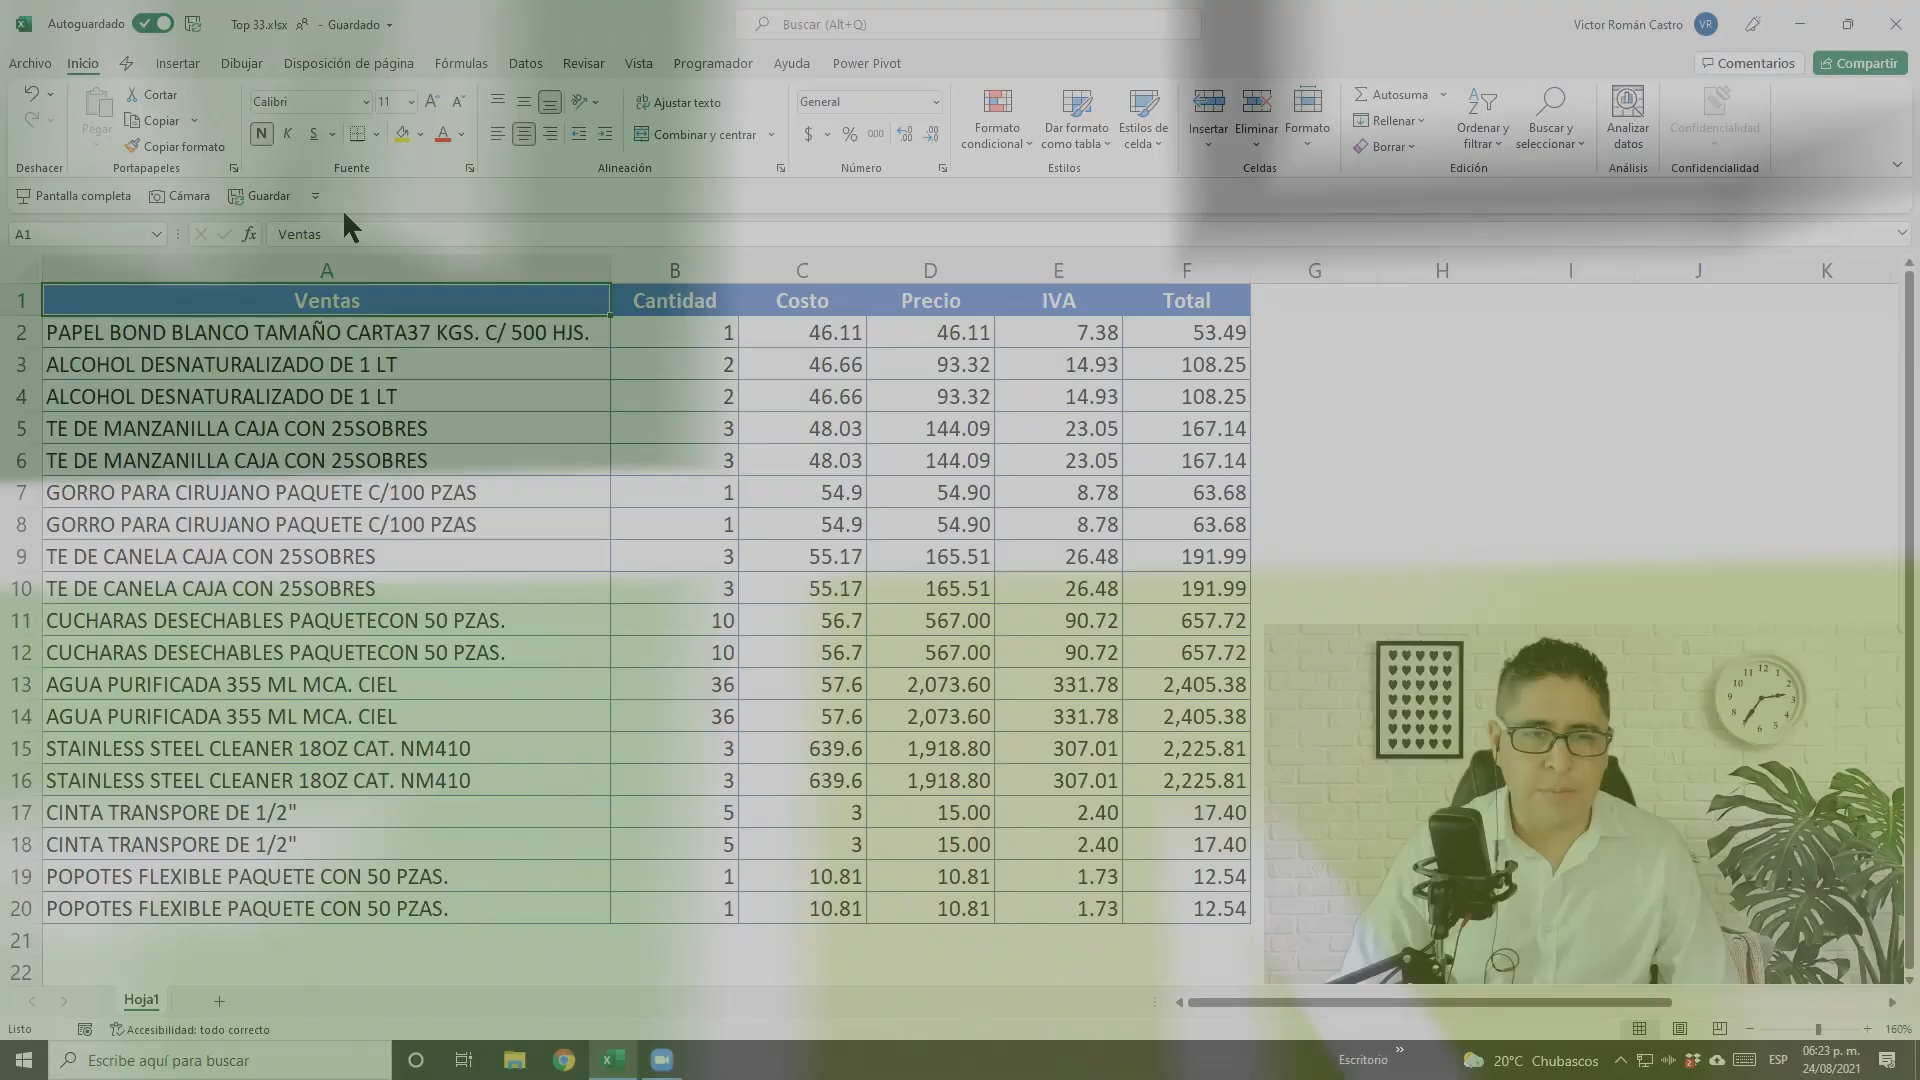 Autoguardado Top 33.xlsx - Guardado Buscar (Alt+Q) Victor Román Castro VR
Archivo Inicio Insertar Dibujar Disposición de página Fórmulas Datos Revisar Vista Programador Ayuda Power Pivot Comentarios Compartir
Pegar Cortar Copiar Copiar formato
Calibri 11 N K S
Ajustar texto Combinar y centrar
General $ % 000
Formato condicional Dar formato como tabla Estilos de celda
Insertar Eliminar Formato
Autosuma Rellenar Borrar Ordenar y filtrar Buscar y seleccionar
Analizar datos Confidencialidad
Deshacer Portapapeles Fuente Alineación Número Estilos Celdas Edición Análisis Confidencialidad
Pantalla completa Cámara Guardar
A1 fx Ventas
A B C D E F G H I J K
1 Ventas Cantidad Costo Precio IVA Total
2 PAPEL BOND BLANCO TAMAÑO CARTA37 KGS. C/ 500 HJS. 1 46.11 46.11 7.38 53.49
3 ALCOHOL DESNATURALIZADO DE 1 LT 2 46.66 93.32 14.93 108.25
4 ALCOHOL DESNATURALIZADO DE 1 LT 2 46.66 93.32 14.93 108.25
5 TE DE MANZANILLA CAJA CON 25SOBRES 3 48.03 144.09 23.05 167.14
6 TE DE MANZANILLA CAJA CON 25SOBRES 3 48.03 144.09 23.05 167.14
7 GORRO PARA CIRUJANO PAQUETE C/100 PZAS 1 54.9 54.90 8.78 63.68
8 GORRO PARA CIRUJANO PAQUETE C/100 PZAS 1 54.9 54.90 8.78 63.68
9 TE DE CANELA CAJA CON 25SOBRES 3 55.17 165.51 26.48 191.99
10 TE DE CANELA CAJA CON 25SOBRES 3 55.17 165.51 26.48 191.99
11 CUCHARAS DESECHABLES PAQUETECON 50 PZAS. 10 56.7 567.00 90.72 657.72
12 CUCHARAS DESECHABLES PAQUETECON 50 PZAS. 10 56.7 567.00 90.72 657.72
13 AGUA PURIFICADA 355 ML MCA. CIEL 36 57.6 2,073.60 331.78 2,405.38
14 AGUA PURIFICADA 355 ML MCA. CIEL 36 57.6 2,073.60 331.78 2,405.38
15 STAINLESS STEEL CLEANER 18OZ CAT. NM410 3 639.6 1,918.80 307.01 2,225.81
16 STAINLESS STEEL CLEANER 18OZ CAT. NM410 3 639.6 1,918.80 307.01 2,225.81
17 CINTA TRANSPORE DE 1/2" 5 3 15.00 2.40 17.40
18 CINTA TRANSPORE DE 1/2" 5 3 15.00 2.40 17.40
19 POPOTES FLEXIBLE PAQUETE CON 50 PZAS. 1 10.81 10.81 1.73 12.54
20 POPOTES FLEXIBLE PAQUETE CON 50 PZAS. 1 10.81 10.81 1.73 12.54
21
22
Hoja1
Listo Accesibilidad: todo correcto 160%
Escribe aquí para buscar Escritorio 20°C Chubascos ESP 06:23 p. m.
24/08/2021